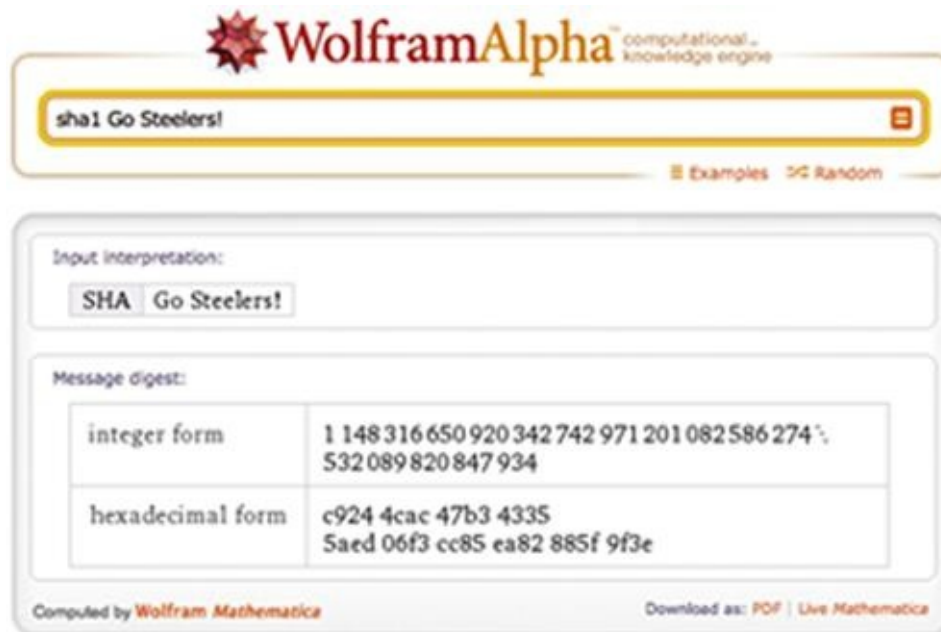 WolframAlpha™ computational... knowledge engine
sha1 Go Steelers!
Examples Random
Input interpretation:
SHA Go Steelers!
Message digest:
integer form 1 148 316 650 920 342 742 971 201 082 586 274
532 089 820 847 934
hexadecimal form c924 4cac 47b3 4335
5aed 06f3 cc85 ea82 885f 9f3e
Computed by Wolfram Mathematica Download as: PDF | Live Mathematica